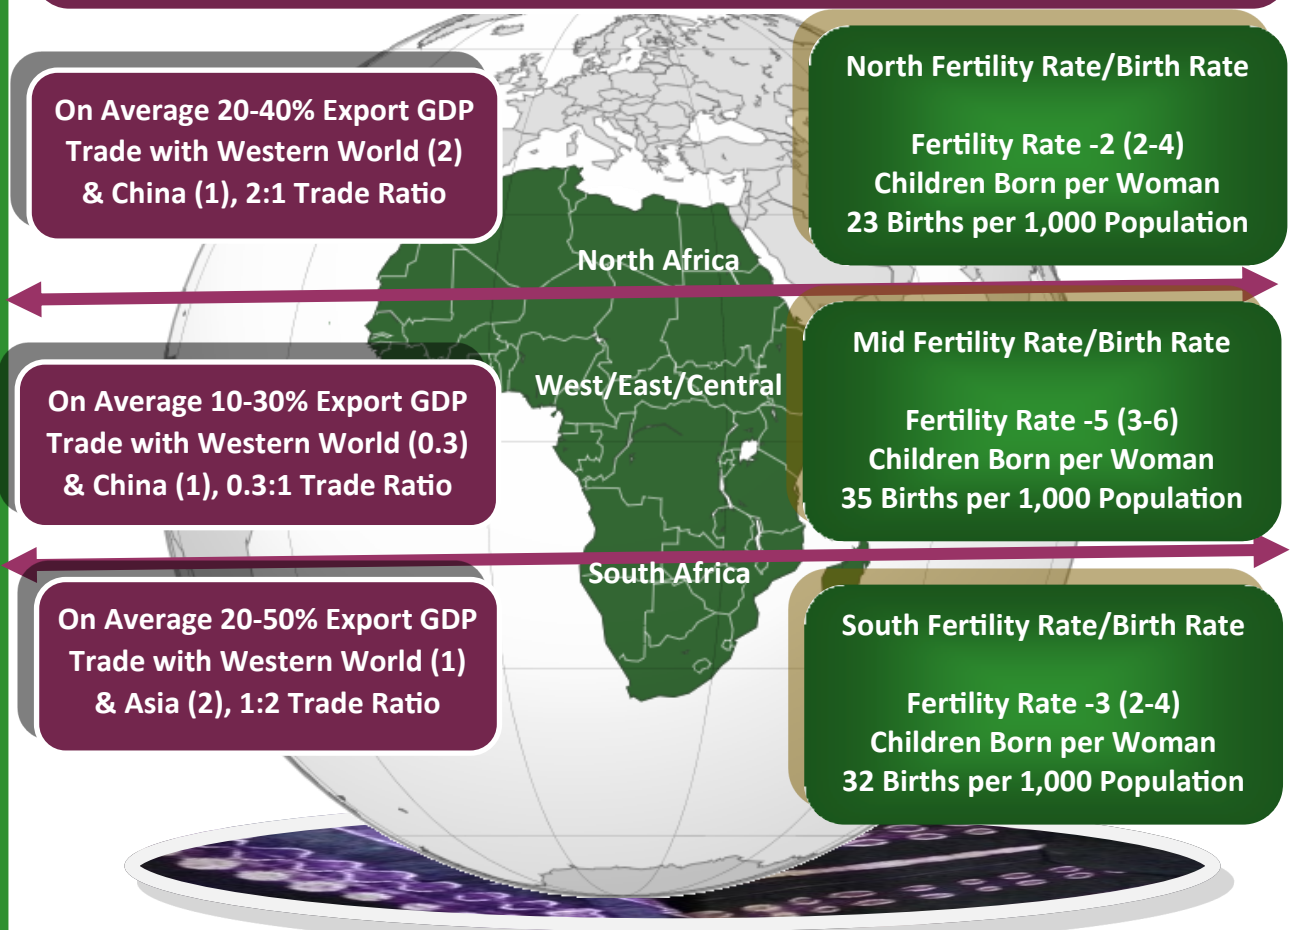 On Average 20-40% Export GDP
Trade with Western World (2)
& China (1), 2:1 Trade Ratio
North Fertility Rate/Birth Rate
Fertility Rate -2 (2-4)
Children Born per Woman
23 Births per 1,000 Population
North Africa
On Average 10-30% Export GDP
Trade with Western World (0.3)
& China (1), 0.3:1 Trade Ratio
West/East/Central
Mid Fertility Rate/Birth Rate
Fertility Rate -5 (3-6)
Children Born per Woman
35 Births per 1,000 Population
South Africa
On Average 20-50% Export GDP
Trade with Western World (1)
& Asia (2), 1:2 Trade Ratio
South Fertility Rate/Birth Rate
Fertility Rate -3 (2-4)
Children Born per Woman
32 Births per 1,000 Population